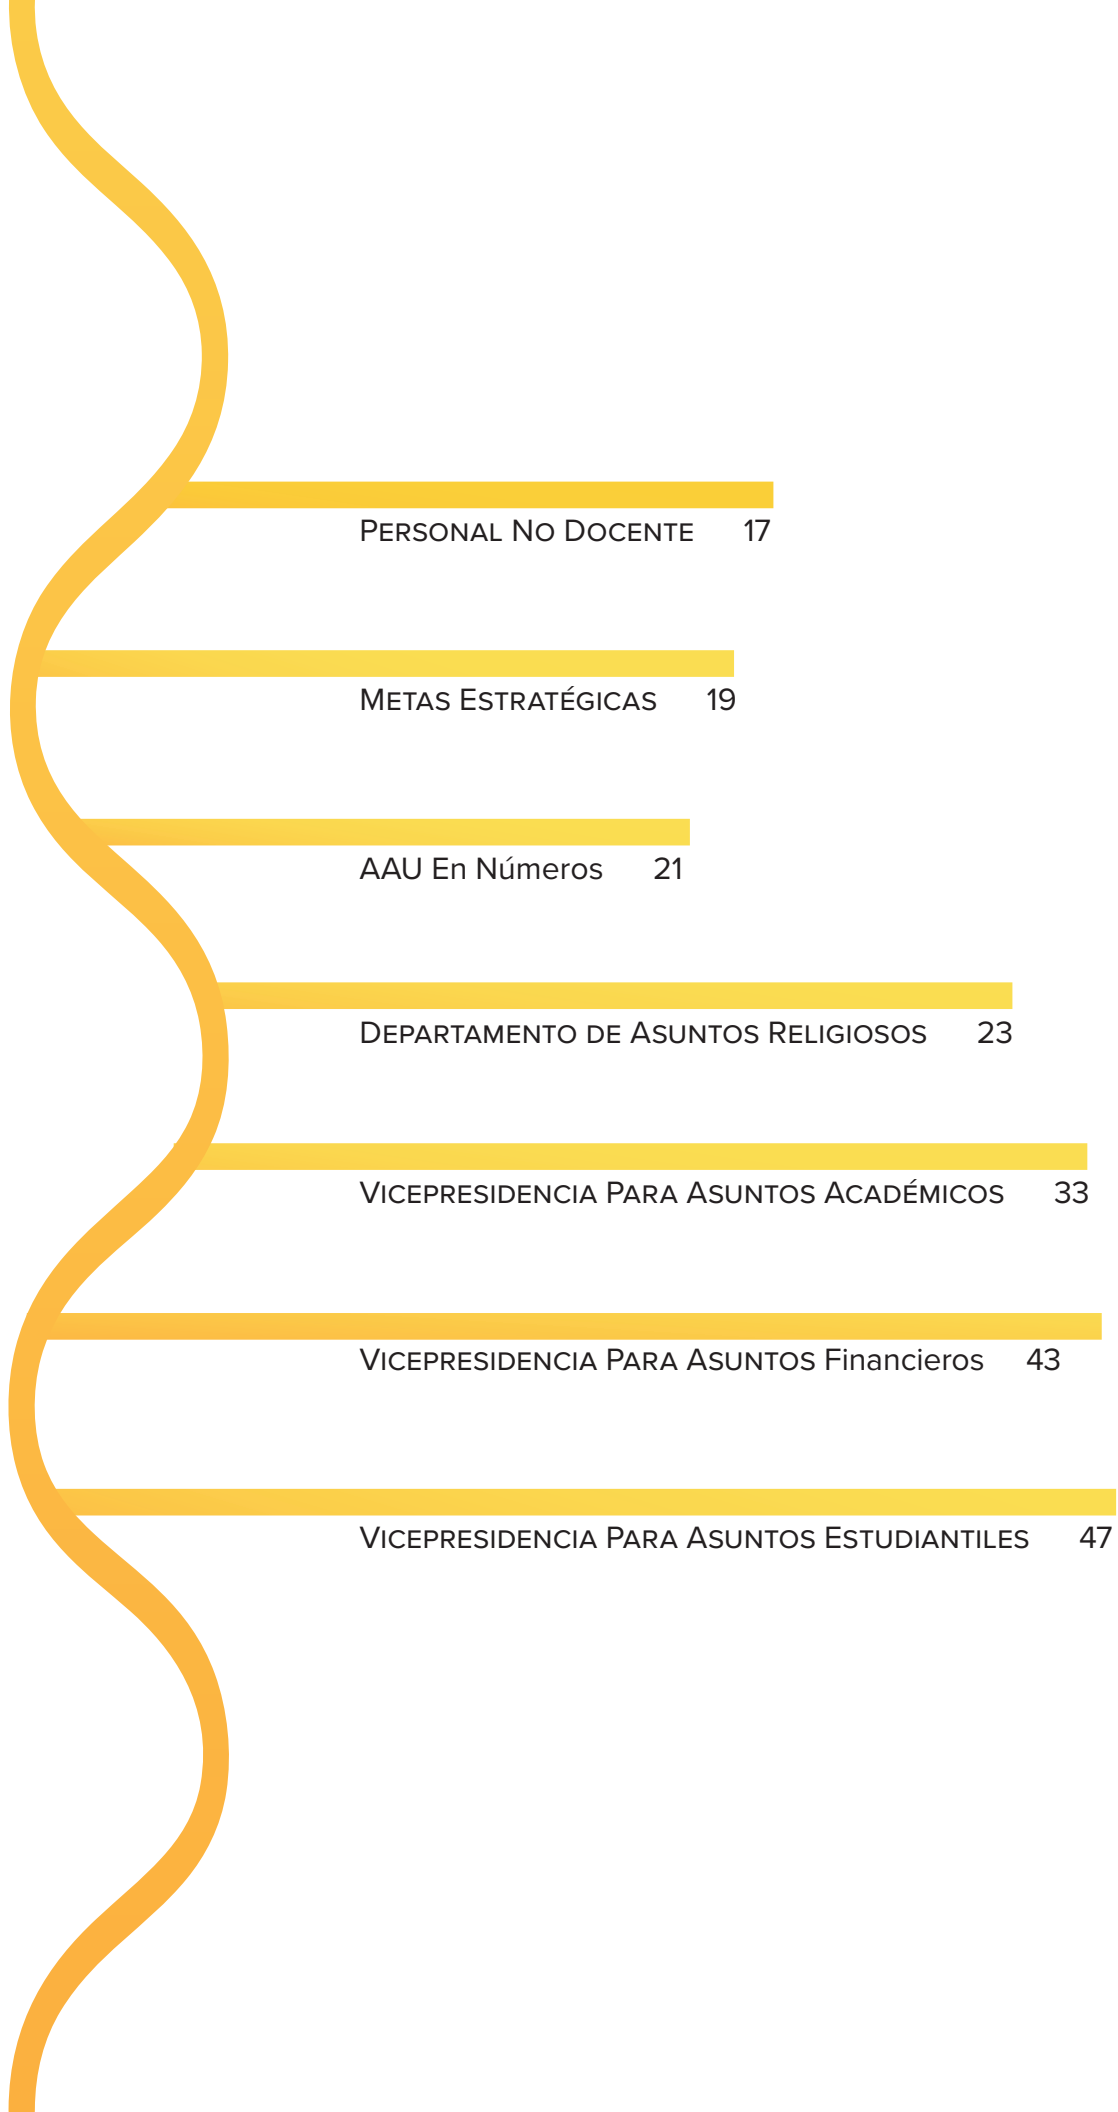 Personal No Docente 17
Metas Estratégicas 19
AAU En Números 21
Departamento de Asuntos Religiosos 23
Vicepresidencia Para Asuntos Académicos 33
Vicepresidencia Para Asuntos Financieros 43
Vicepresidencia Para Asuntos Estudiantiles 47